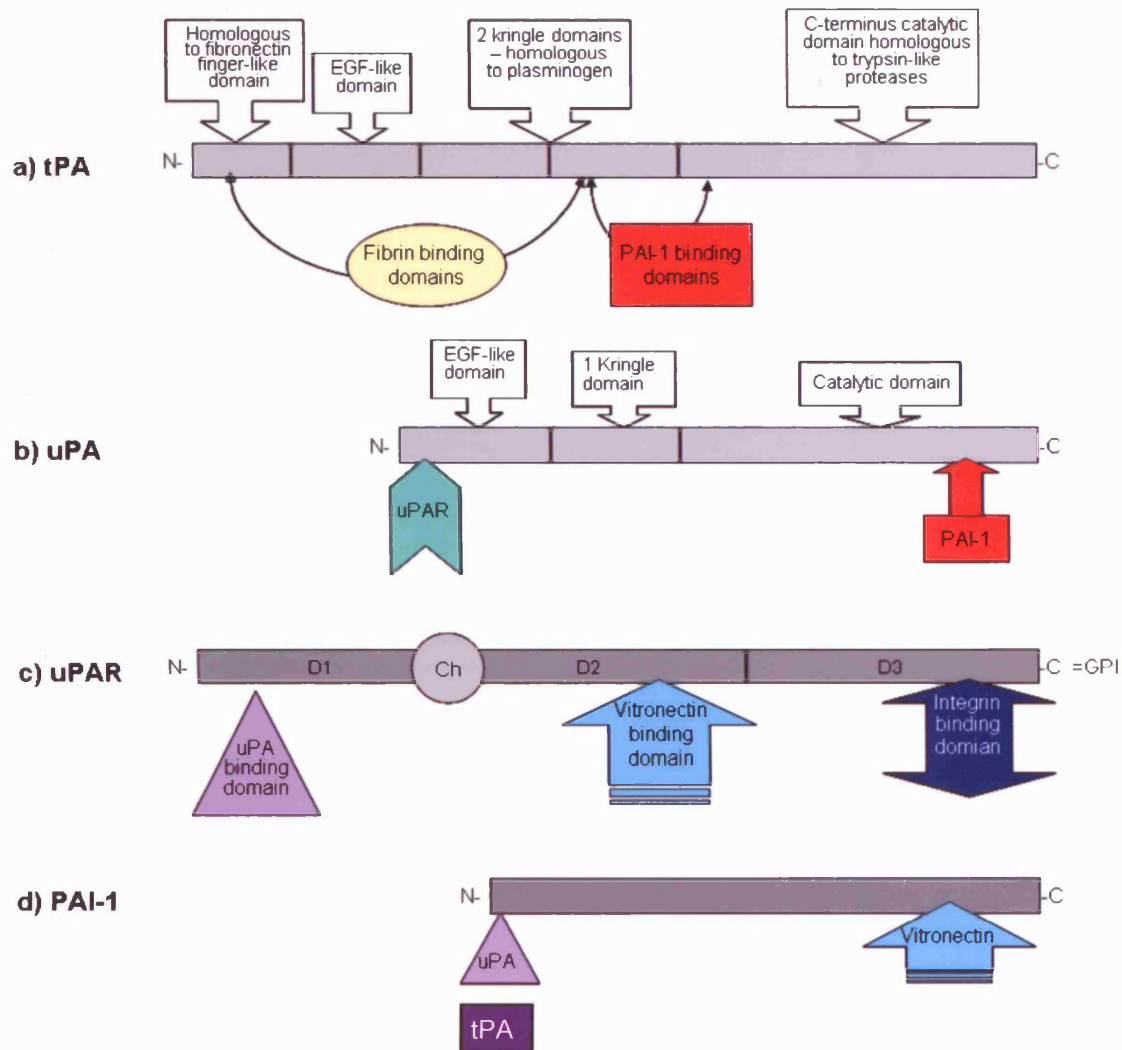 Homologous
to fibronectin
finger-like
domain
EGF-like
domain
2 kringle domains
– homologous
to plasminogen
C-terminus catalytic
domain homologous
to trypsin-like
proteases
a) tPA
N-
-C
Fibrin binding
domains
PAI-1 binding
domains
EGF-like
domain
1 Kringle
domain
Catalytic domain
b) uPA
N-
-C
uPAR
PAI-1
c) uPAR
N-
D1
Ch
D2
D3
-C =GPI
uPA
binding
domain
Vitronectin
binding
domain
Integrin
binding
domian
d) PAI-1
N-
-C
uPA
Vitronectin
tPA